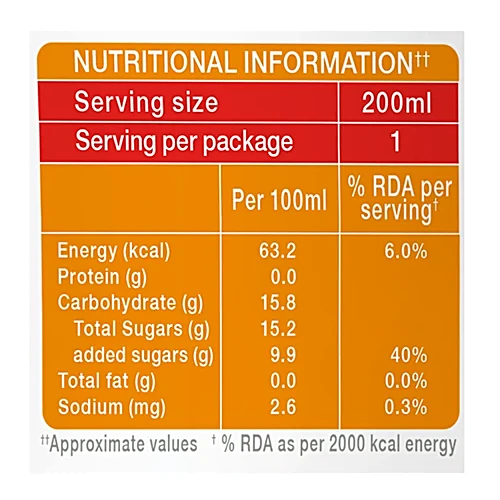 NUTRITIONAL INFORMATION††
Serving size 200ml
Serving per package 1
Per 100ml % RDA per serving†
Energy (kcal) 63.2 6.0%
Protein (g) 0.0
Carbohydrate (g) 15.8
Total Sugars (g) 15.2
added sugars (g) 9.9 40%
Total fat (g) 0.0 0.0%
Sodium (mg) 2.6 0.3%
††Approximate values † % RDA as per 2000 kcal energy